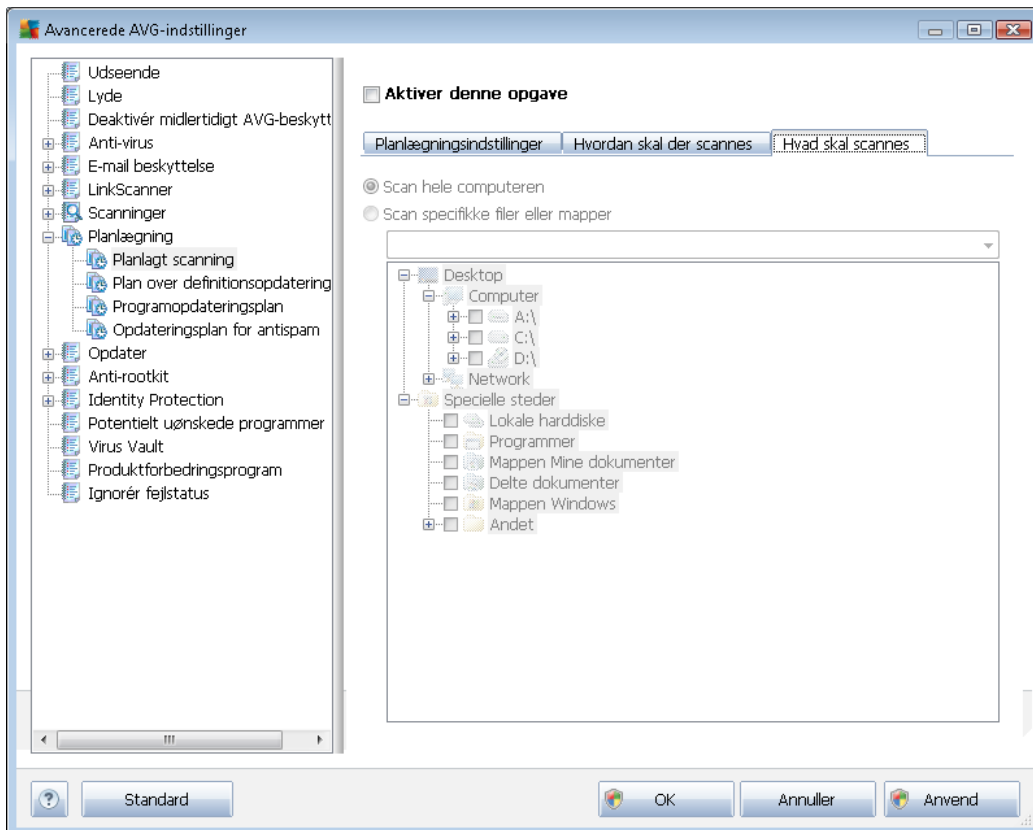 Avancerede AVG-indstillinger
Udseende
Lyde
Deaktivér midlertidigt AVG-beskytt
Anti-virus
E-mail beskyttelse
LinkScanner
Scanninger
Planlægning
Planlagt scanning
Plan over definitionsopdatering
Programopdateringsplan
Opdateringsplan for antispam
Opdater
Anti-rootkit
Identity Protection
Potentielt uønskede programmer
Virus Vault
Produktforbedringsprogram
Ignorér fejlstatus
Aktiver denne opgave
Planlægningsindstillinger
Hvordan skal der scannes
Hvad skal scannes
Scan hele computeren
Scan specifikke filer eller mapper
Desktop
Computer
A:\
C:\
D:\
Network
Specielle steder
Lokale harddiske
Programmer
Mappen Mine dokumenter
Delte dokumenter
Mappen Windows
Andet
?
Standard
OK
Annuller
Anvend